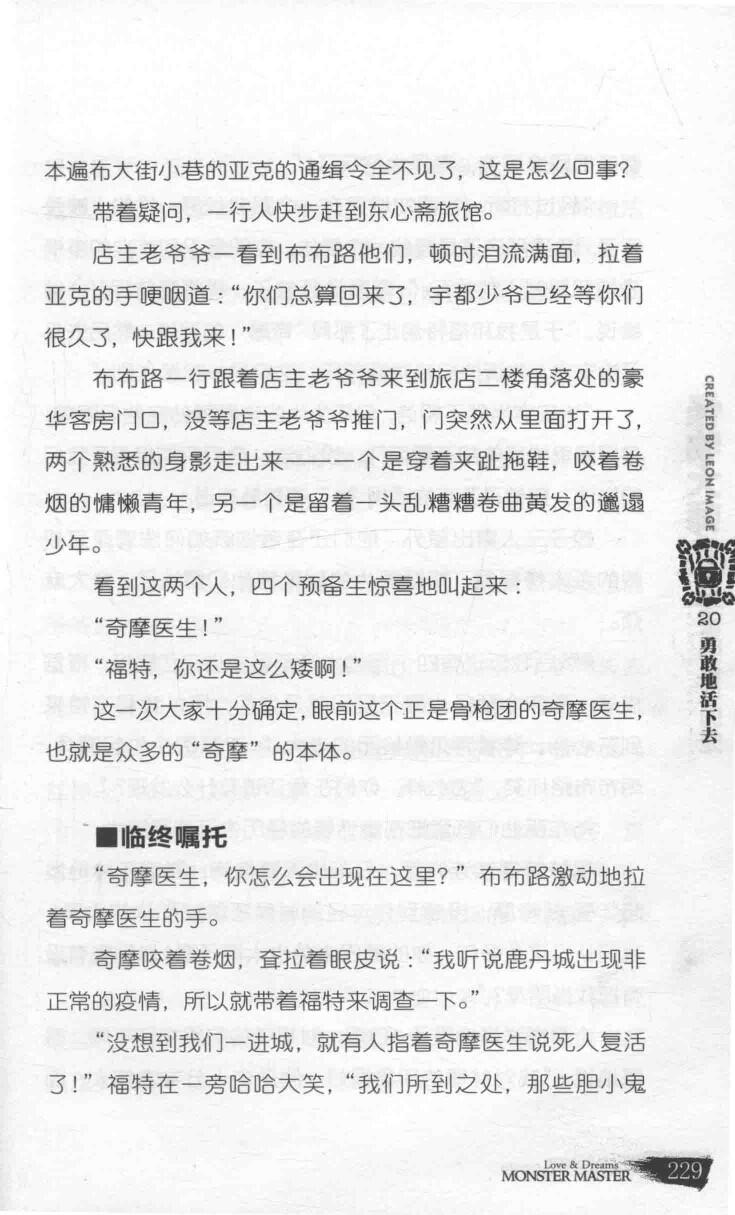 本遍布大街小巷的亚克的通缉令全不见了，这是怎么回事？
带着疑问，一行人快步赶到东心斋旅馆。
店主老爷爷一看到布布路他们，顿时泪流满面，拉着
亚克的手哽咽道：“你们总算回来了，宇都少爷已经等你们
很久了，快跟我来！”
布布路一行跟着店主老爷爷来到旅店二楼角落处的豪
华客房门口，没等店主老爷爷推门，门突然从里面打开了，
两个熟悉的身影走出来——一个是穿着夹趾拖鞋，咬着卷
烟的慵懒青年，另一个是留着一头乱糟糟卷曲黄发的邋遢
少年。
看到这两个人，四个预备生惊喜地叫起来：
“奇摩医生！”
“福特，你还是这么矮啊！”
这一次大家十分确定，眼前这个正是骨枪团的奇摩医生，
也就是众多的“奇摩”的本体。
■临终嘱托
“奇摩医生，你怎么会出现在这里？”布布路激动地拉
着奇摩医生的手。
奇摩咬着卷烟，耷拉着眼皮说：“我听说鹿丹城出现非
正常的疫情，所以就带着福特来调查一下。”
“没想到我们一进城，就有人指着奇摩医生说死人复活
了！”福特在一旁哈哈大笑，“我们所到之处，那些胆小鬼
CREATED BY LEON IMAGE
20
勇敢地活下去
Love & Dreams
MONSTER MASTER
229